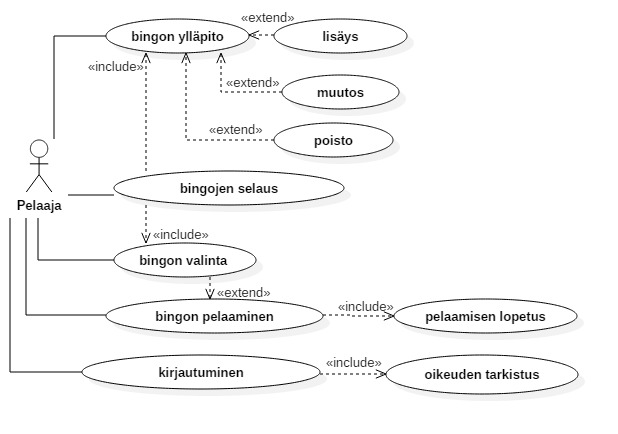 «extend»
bingon ylläpito
lisäys
«include»
«extend»
muutos
«extend»
poisto
bingojen selaus
Pelaaja
«include»
bingon valinta
«extend»
«include»
bingon pelaaminen
pelaamisen lopetus
«include»
kirjautuminen
oikeuden tarkistus